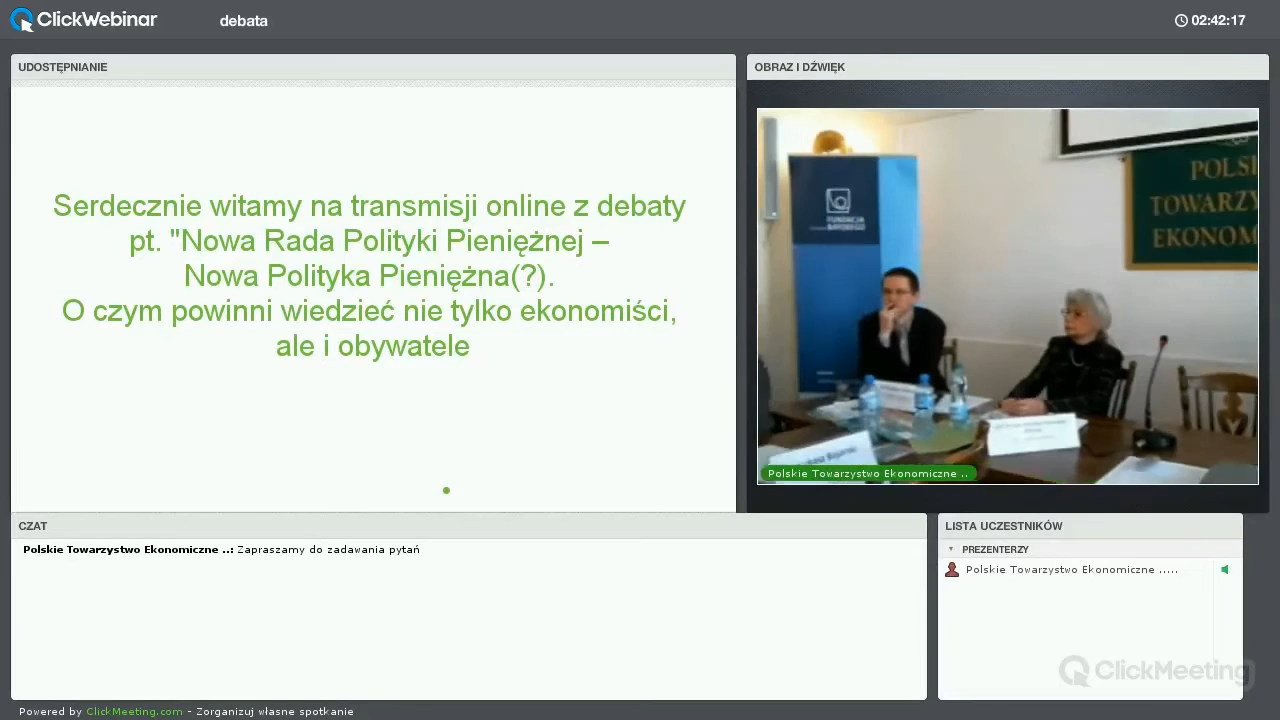 ClickWebinar
debata
02:42:17
UDOSTĘPNIANIE
Serdecznie witamy na transmisji online z debaty
pt. "Nowa Rada Polityki Pieniężnej –
Nowa Polityka Pieniężna(?).
O czym powinni wiedzieć nie tylko ekonomiści,
ale i obywatele
OBRAZ I DŹWIĘK
FUNDACJA
POLSKI
TOWARZY
EKONOM
Polskie Towarzystwo Ekonomiczne ..
CZAT
Polskie Towarzystwo Ekonomiczne ..: Zapraszamy do zadawania pytań
LISTA UCZESTNIKÓW
PREZENTERZY
Polskie Towarzystwo Ekonomiczne .....
ClickMeeting
Powered by ClickMeeting.com - Zorganizuj własne spotkanie